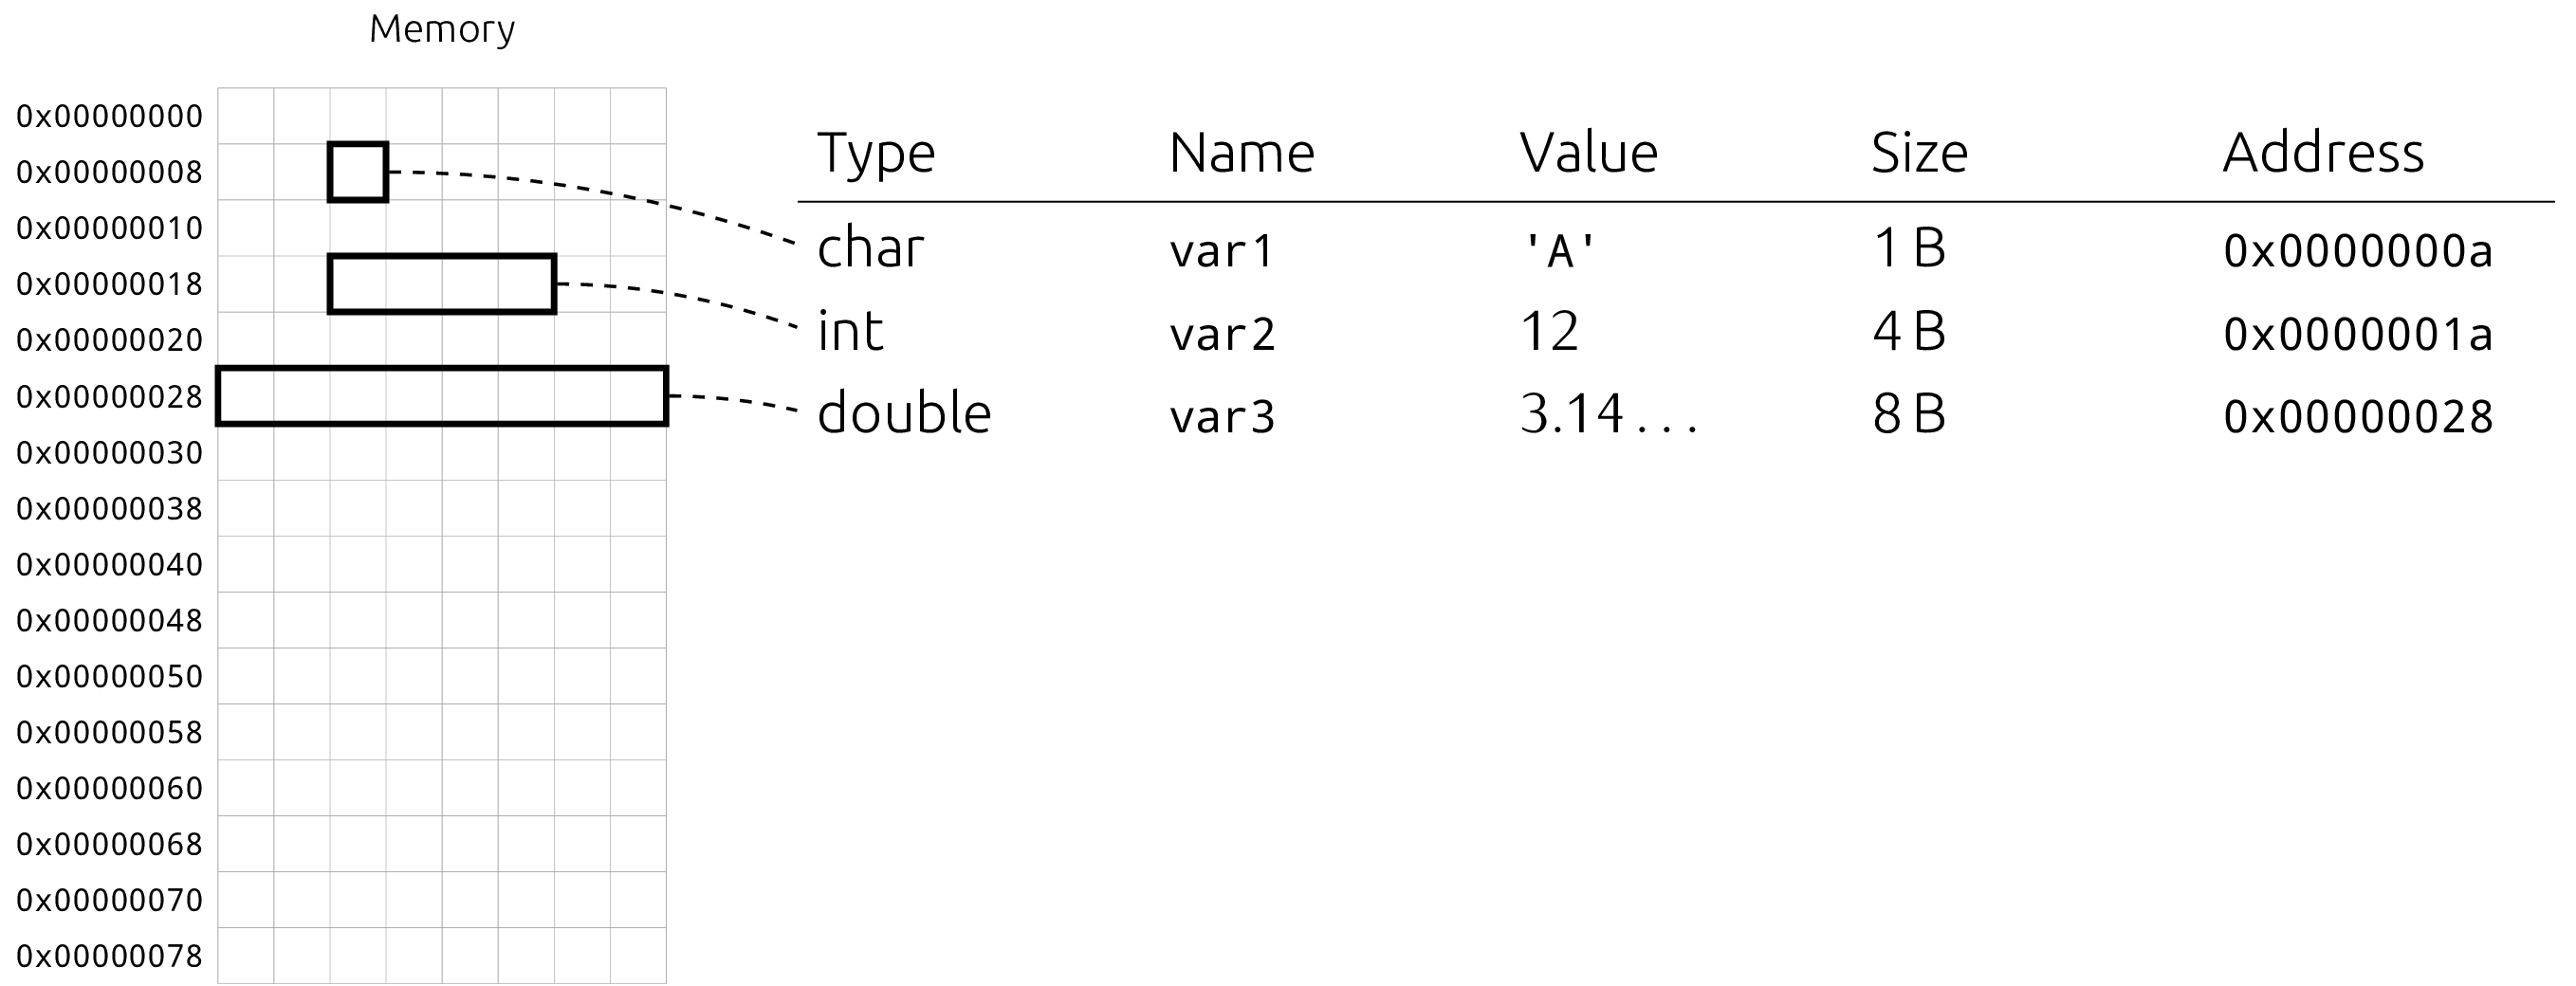 Memory
0x00000000
0x00000008
0x00000010
0x00000018
0x00000020
0x00000028
0x00000030
0x00000038
0x00000040
0x00000048
0x00000050
0x00000058
0x00000060
0x00000068
0x00000070
0x00000078
Type Name Value Size Address
char var1 'A' 1 B 0x0000000a
int var2 12 4 B 0x0000001a
double var3 3.14 . . . 8 B 0x00000028